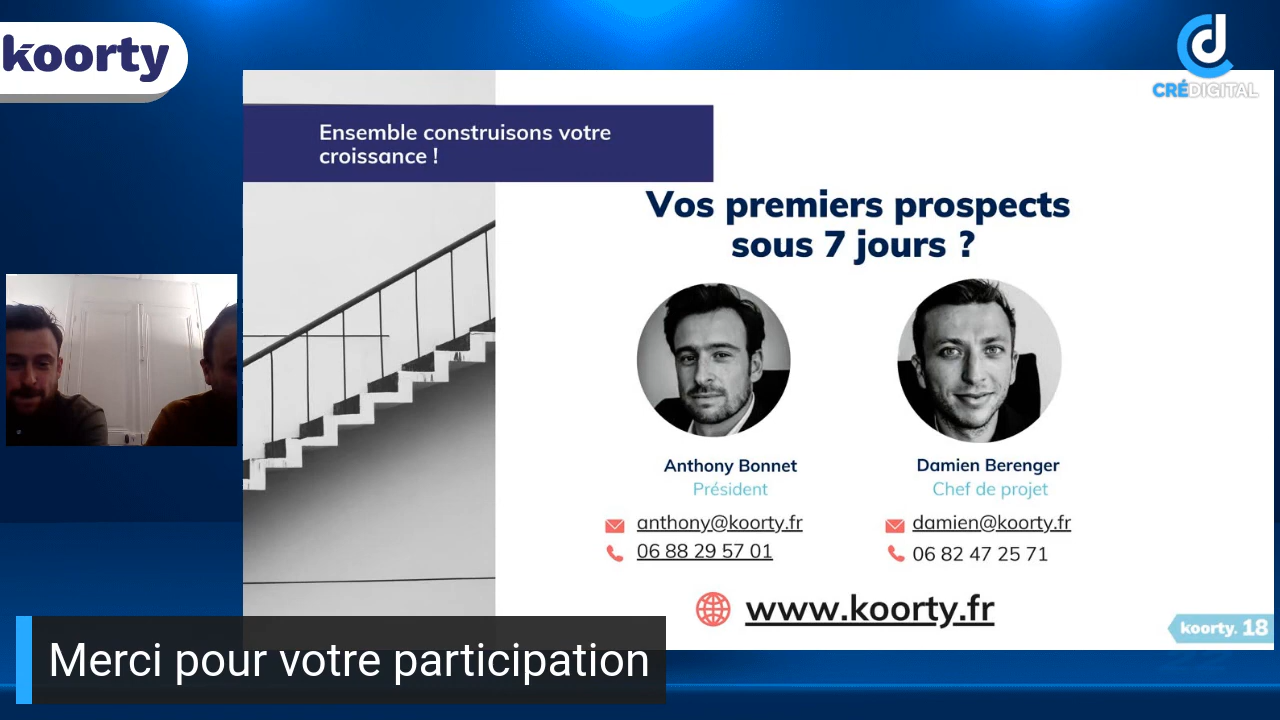 koorty
CRÉDIGITAL
Ensemble construisons votre
croissance !
Vos premiers prospects
sous 7 jours ?
Anthony Bonnet
Président
anthony@koorty.fr
06 88 29 57 01
Damien Berenger
Chef de projet
damien@koorty.fr
06 82 47 25 71
www.koorty.fr
koorty. 18
Merci pour votre participation